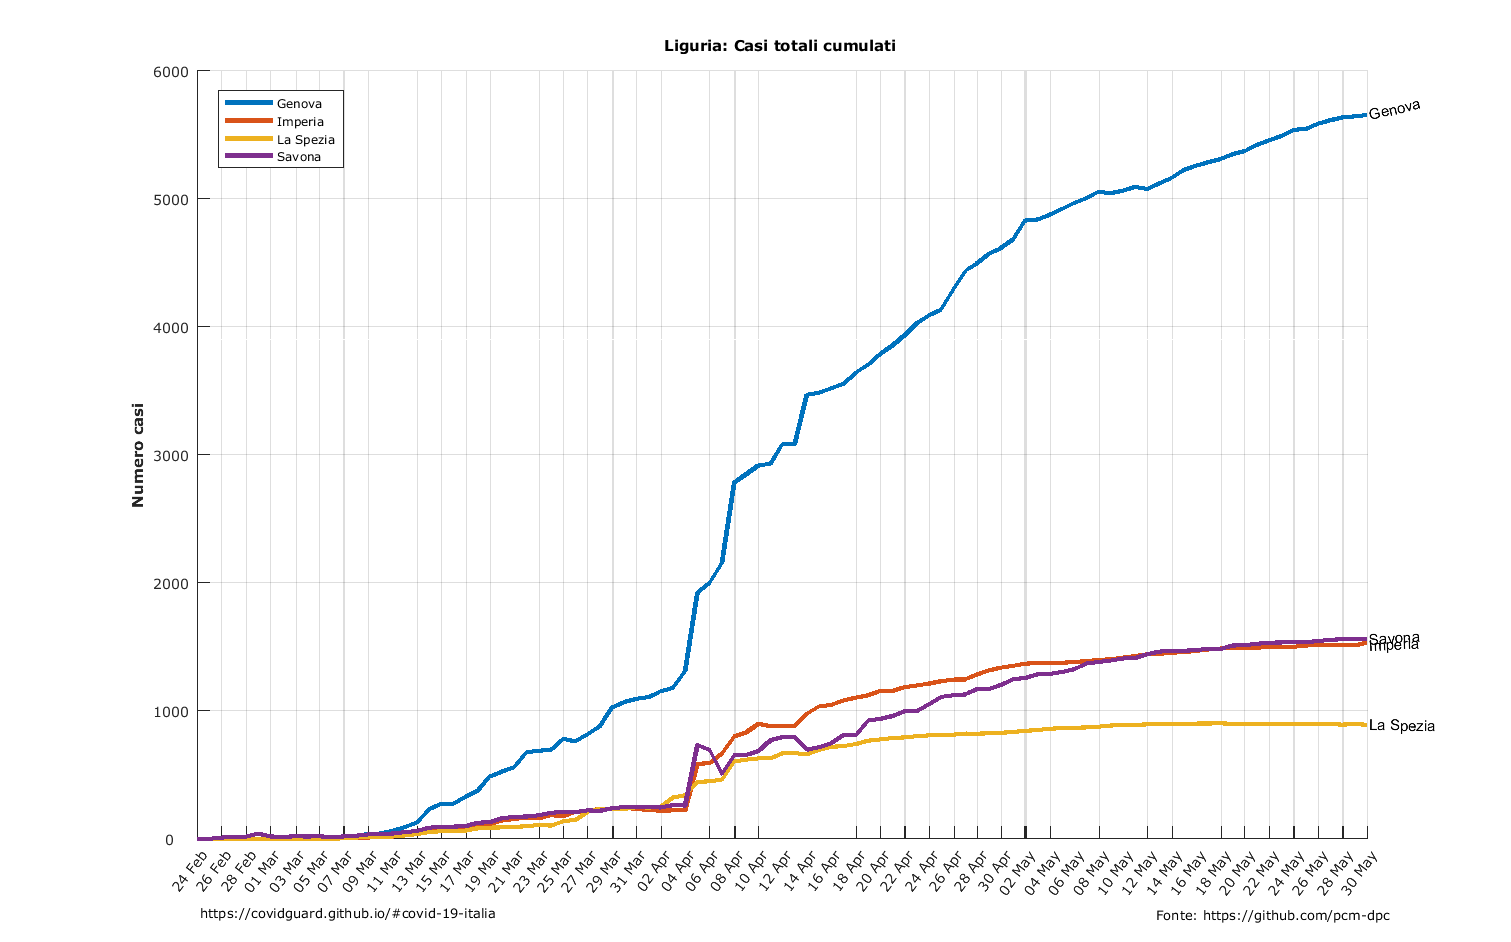 Liguria: Casi totali cumulati
6000
5000
4000
3000
2000
1000
0
Numero casi
Genova
Imperia
La Spezia
Savona
Genova
Savona
Imperia
La Spezia
24 Feb
26 Feb
28 Feb
01 Mar
03 Mar
05 Mar
07 Mar
09 Mar
11 Mar
13 Mar
15 Mar
17 Mar
19 Mar
21 Mar
23 Mar
25 Mar
27 Mar
29 Mar
31 Mar
02 Apr
04 Apr
06 Apr
08 Apr
10 Apr
12 Apr
14 Apr
16 Apr
18 Apr
20 Apr
22 Apr
24 Apr
26 Apr
28 Apr
30 Apr
02 May
04 May
06 May
08 May
10 May
12 May
14 May
16 May
18 May
20 May
22 May
24 May
26 May
28 May
30 May
https://covidguard.github.io/#covid-19-italia
Fonte: https://github.com/pcm-dpc